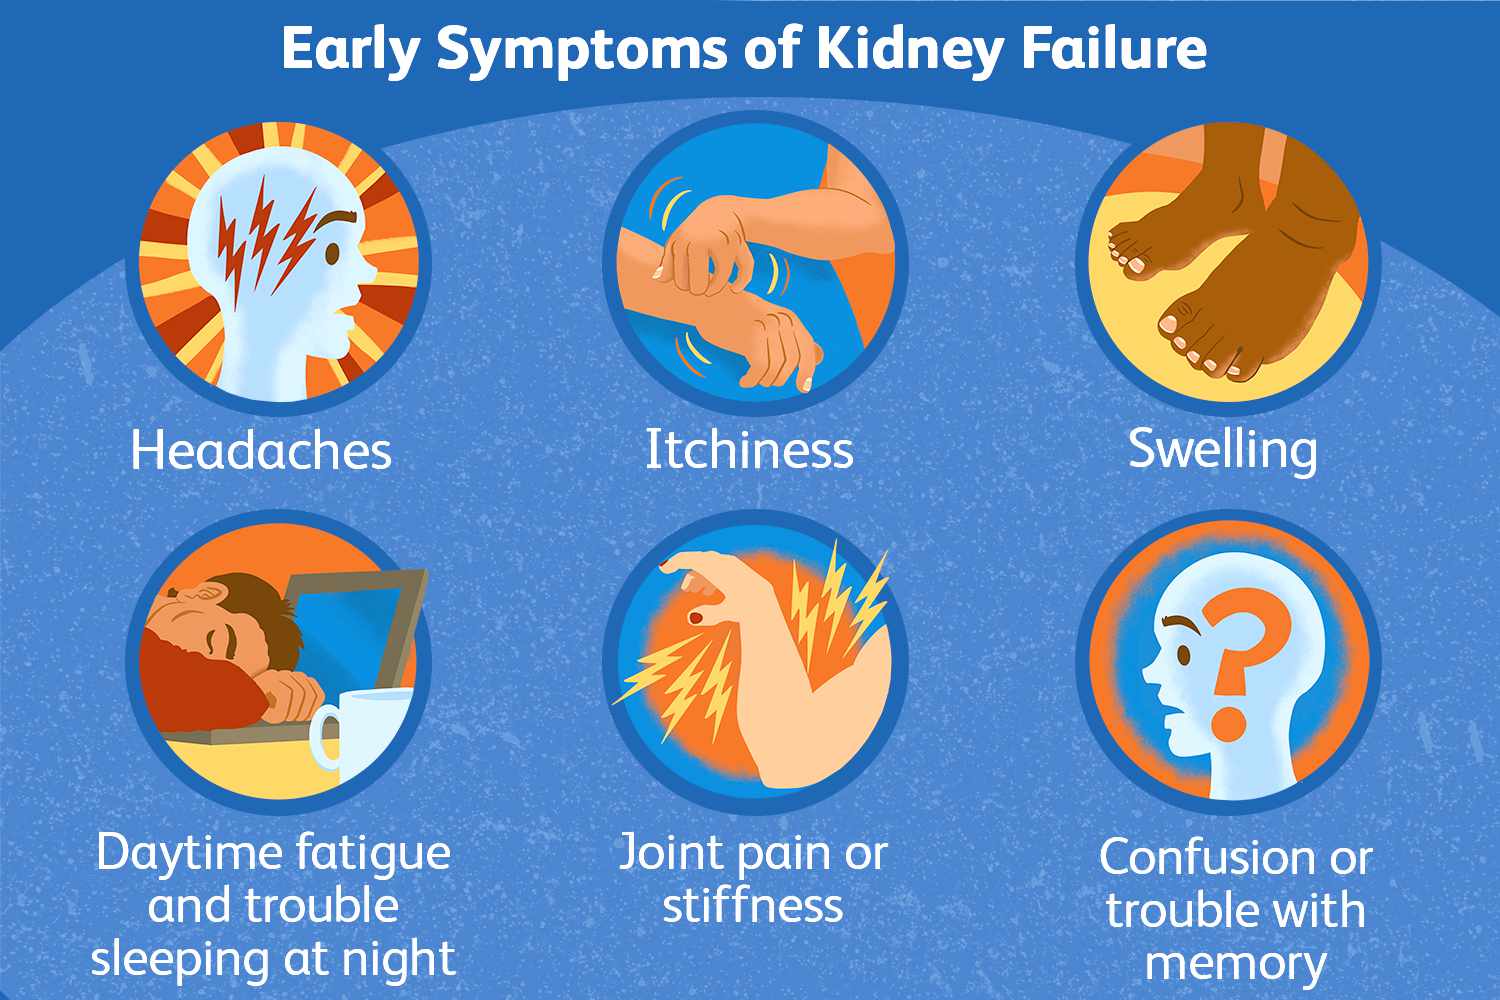 Early Symptoms of Kidney Failure
Headaches
Itchiness
Swelling
Daytime fatigue
and trouble
sleeping at night
Joint pain or
stiffness
Confusion or
trouble with
memory
?